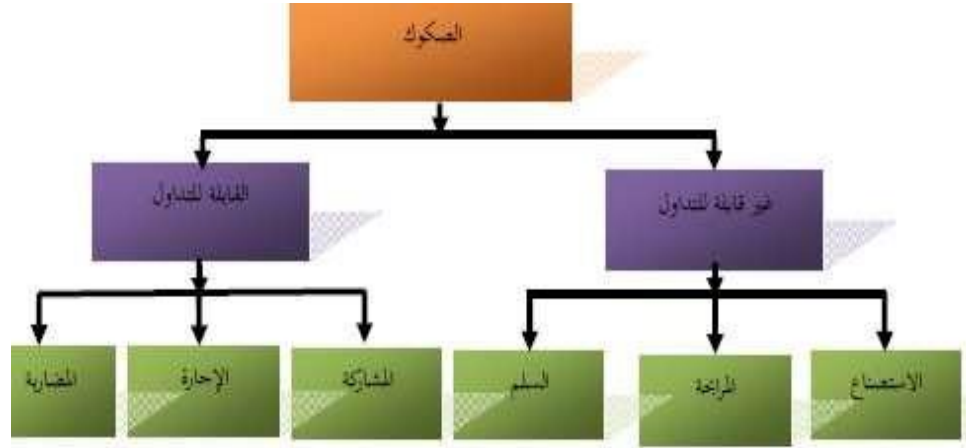 الصكوك
غير قابلة للتداول
القابلة للتداول
الاستصناع
المرابحة
السلم
المشاركة
الإجارة
المضاربة